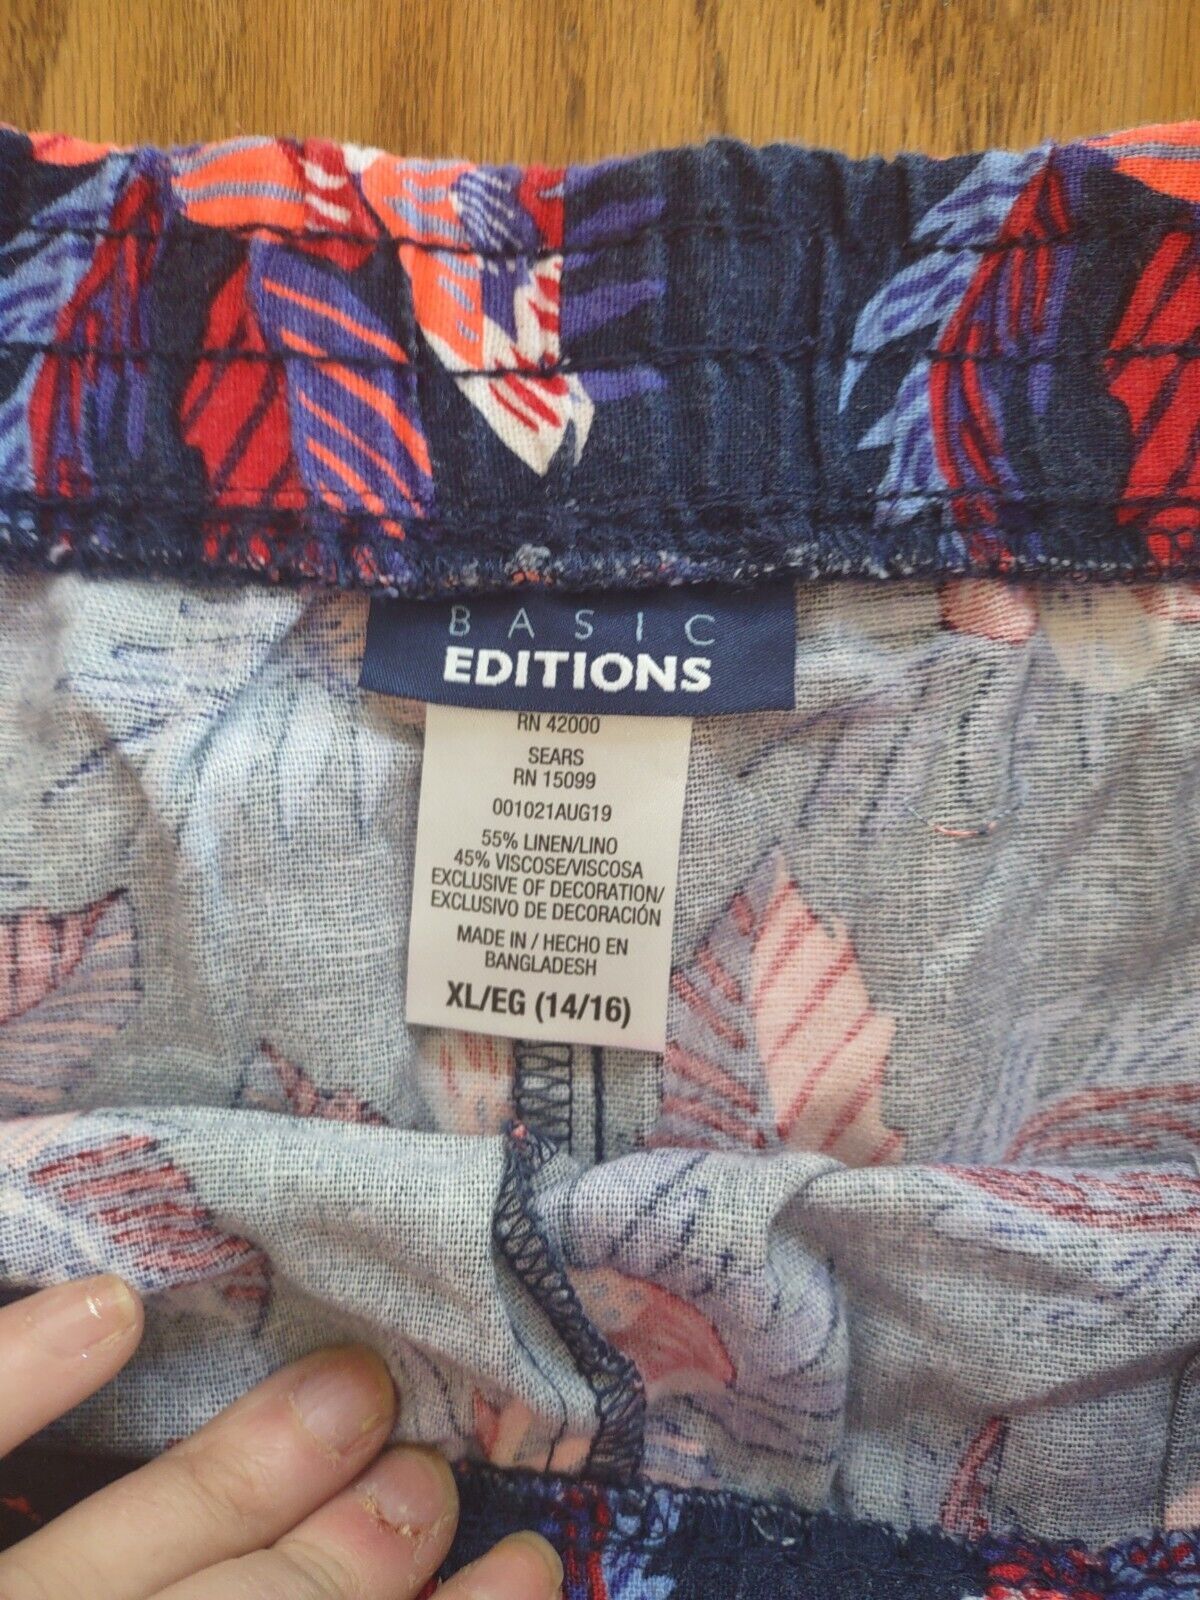 BASIC
EDITIONS
RN 42000
SEARS
RN 15099
001021AUG19
55% LINEN/LINO
45% VISCOSE/VISCOSA
EXCLUSIVE OF DECORATION/
EXCLUSIVO DE DECORACIÓN
MADE IN / HECHO EN
BANGLADESH
XL/EG (14/16)